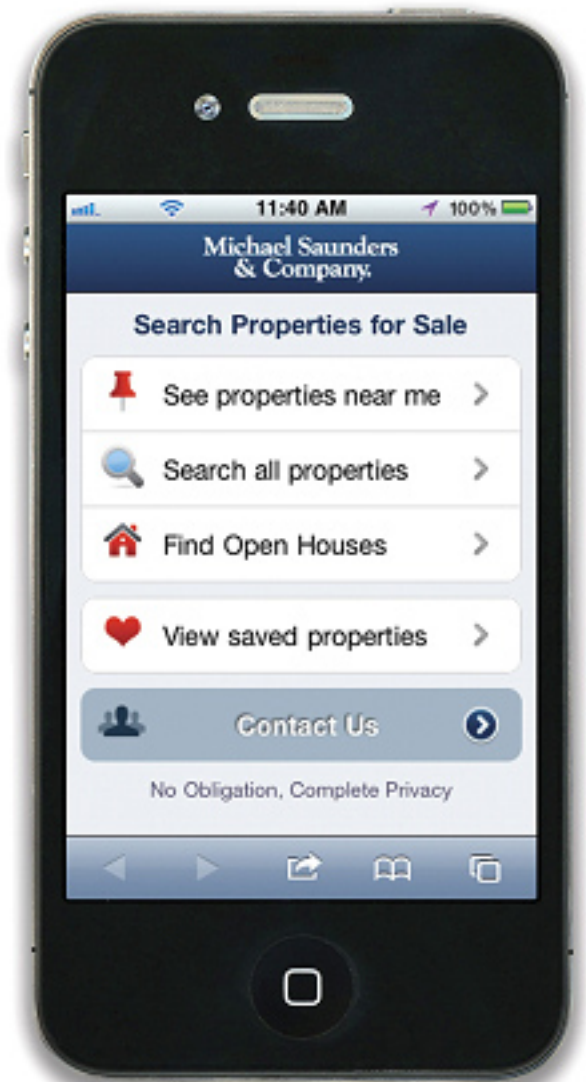 11:40 AM
100%
Michael Saunders
& Company.
Search Properties for Sale
See properties near me
Search all properties
Find Open Houses
View saved properties
Contact Us
No Obligation, Complete Privacy